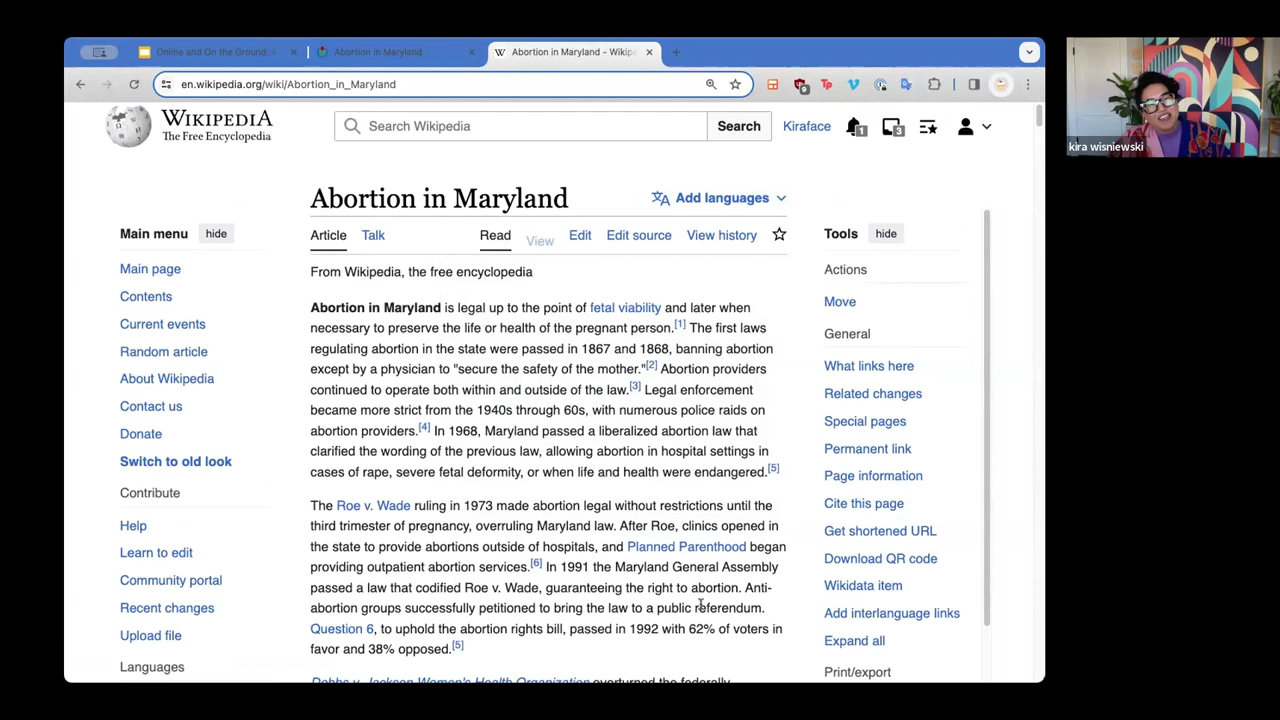 Online and On the Ground:
Abortion in Maryland
Abortion in Maryland - Wikip
en.wikipedia.org/wiki/Abortion_in_Maryland
WIKIPEDIA
The Free Encyclopedia
Search Wikipedia
Search
Kiraface
1
3
kira wisniewski
Abortion in Maryland
Add languages
Main menu
hide
Main page
Contents
Current events
Random article
About Wikipedia
Contact us
Donate
Switch to old look
Contribute
Help
Learn to edit
Community portal
Recent changes
Upload file
Languages
Article
Talk
Read
View
Edit
Edit source
View history
From Wikipedia, the free encyclopedia
Abortion in Maryland is legal up to the point of fetal viability and later when
necessary to preserve the life or health of the pregnant person.[1] The first laws
regulating abortion in the state were passed in 1867 and 1868, banning abortion
except by a physician to "secure the safety of the mother."[2] Abortion providers
continued to operate both within and outside of the law.[3] Legal enforcement
became more strict from the 1940s through 60s, with numerous police raids on
abortion providers.[4] In 1968, Maryland passed a liberalized abortion law that
clarified the wording of the previous law, allowing abortion in hospital settings in
cases of rape, severe fetal deformity, or when life and health were endangered.[5]
The Roe v. Wade ruling in 1973 made abortion legal without restrictions until the
third trimester of pregnancy, overruling Maryland law. After Roe, clinics opened in
the state to provide abortions outside of hospitals, and Planned Parenthood began
providing outpatient abortion services.[6] In 1991 the Maryland General Assembly
passed a law that codified Roe v. Wade, guaranteeing the right to abortion. Anti-
abortion groups successfully petitioned to bring the law to a public referendum.
Question 6, to uphold the abortion rights bill, passed in 1992 with 62% of voters in
favor and 38% opposed.[5]
Dobbs v. Jackson Women's Health Organization overturned the federally
Tools
hide
Actions
Move
General
What links here
Related changes
Special pages
Permanent link
Page information
Cite this page
Get shortened URL
Download QR code
Wikidata item
Add interlanguage links
Expand all
Print/export